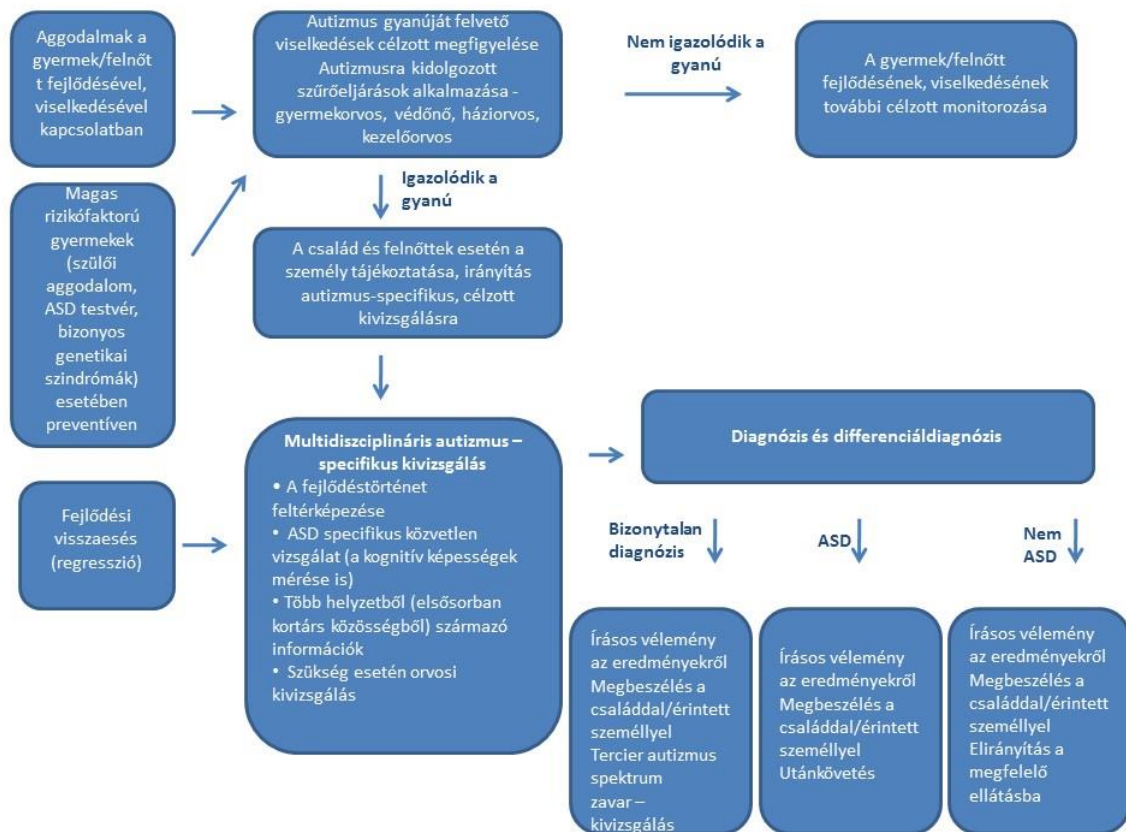 Aggodalmak a
gyermek/felnőt
t fejlődésével,
viselkedésével
kapcsolatban
Autizmus gyanúját felvető
viselkedések célzott megfigyelése
Autizmusra kidolgozott
szűrőeljárások alkalmazása -
gyermekorvos, védőnő, háziorvos,
kezelőorvos
Nem igazolódik a
gyanú
A gyermek/felnőtt
fejlődésének, viselkedésének
további célzott monitorozása
Magas
rizikófaktorú
gyermekek
(szülői
aggodalom,
ASD testvér,
bizonyos
genetikai
szindrómák)
esetében
preventíven
Igazolódik a
gyanú
A család és felnőttek esetén a
személy tájékoztatása, irányítás
autizmus-specifikus, célzott
kivizsgálásra
Fejlődési
visszaesés
(regresszió)
Multidiszciplináris autizmus –
specifikus kivizsgálás
• A fejlődéstörténet
feltérképezése
• ASD specifikus közvetlen
vizsgálat (a kognitív képességek
mérése is)
• Több helyzetből (elsősorban
kortárs közösségből) származó
információk
• Szükség esetén orvosi
kivizsgálás
Diagnózis és differenciáldiagnózis
Bizonytalan
diagnózis
ASD
Nem
ASD
Írásos vélemény
az eredményekről
Megbeszélés a
családdal/érintett
személlyel
Tercier autizmus
spektrum
zavar –
kivizsgálás
Írásos vélemény
az eredményekről
Megbeszélés a
családdal/érintett
személlyel
Utánkövetés
Írásos vélemény
az eredményekről
Megbeszélés a
családdal/érintett
személlyel
Elirányítás a
megfelelő
ellátásba